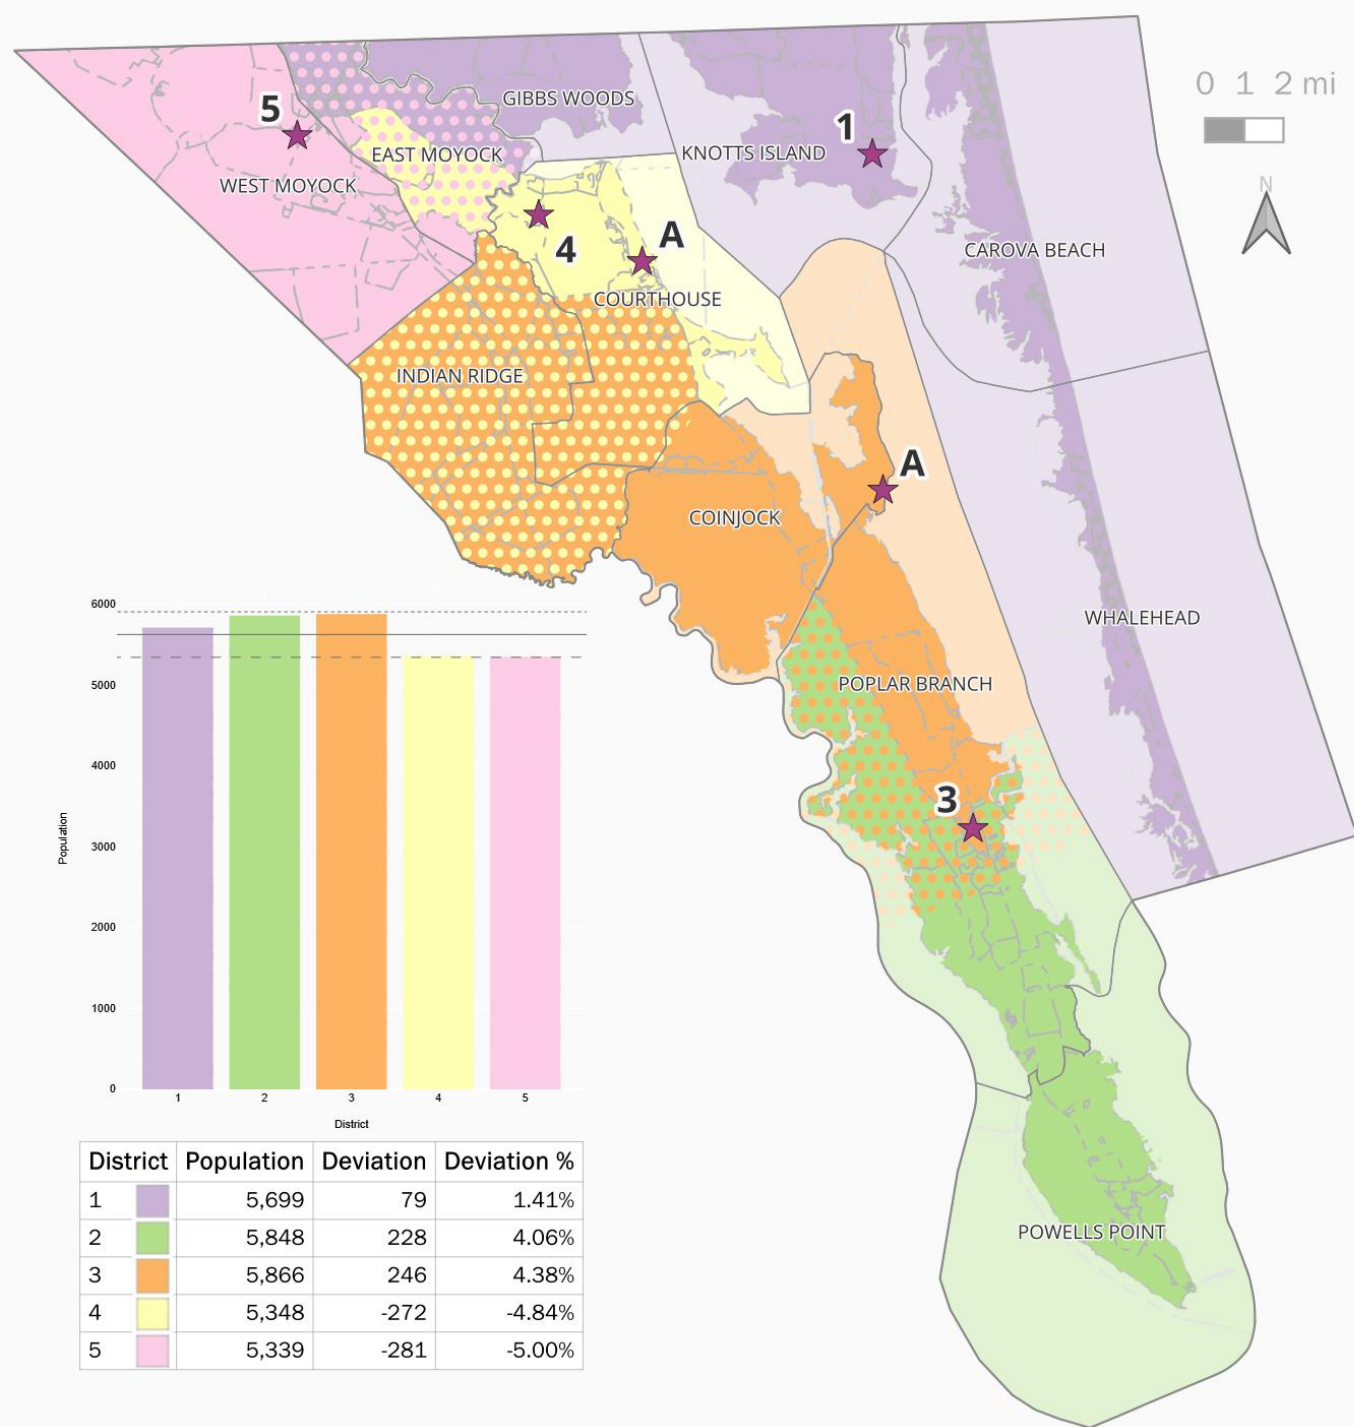 0 1 2 mi
N
5
GIBBS WOODS
1
EAST MOYOCK
KNOTTS ISLAND
WEST MOYOCK
4
A
CAROVA BEACH
COURTHOUSE
INDIAN RIDGE
A
COINJOCK
WHALEHEAD
POPLAR BRANCH
3
POWELLS POINT
6000
5000
4000
3000
2000
1000
0
Population
1 2 3 4 5
District
District Population Deviation Deviation %
1 5,699 79 1.41%
2 5,848 228 4.06%
3 5,866 246 4.38%
4 5,348 -272 -4.84%
5 5,339 -281 -5.00%